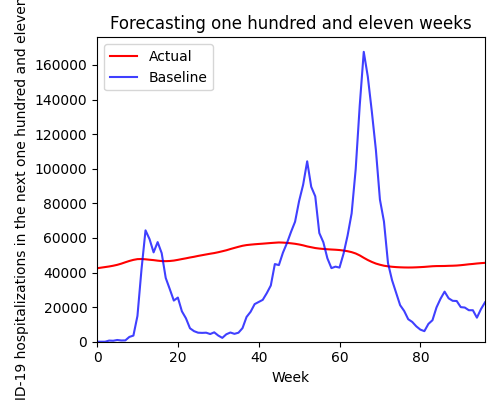 Forecasting one hundred and eleven weeks
Actual
Baseline
160000
140000
120000
100000
80000
60000
40000
20000
0
0
20
40
60
80
Week
ID-19 hospitalizations in the next one hundred and eleven